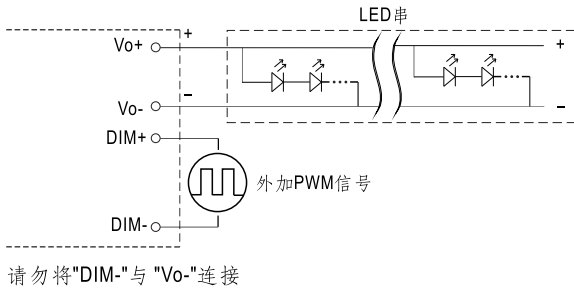 LED串
Vo+
+
+
Vo-
-
-
DIM+
外加PWM信号
DIM-
请勿将"DIM-"与 "Vo-"连接